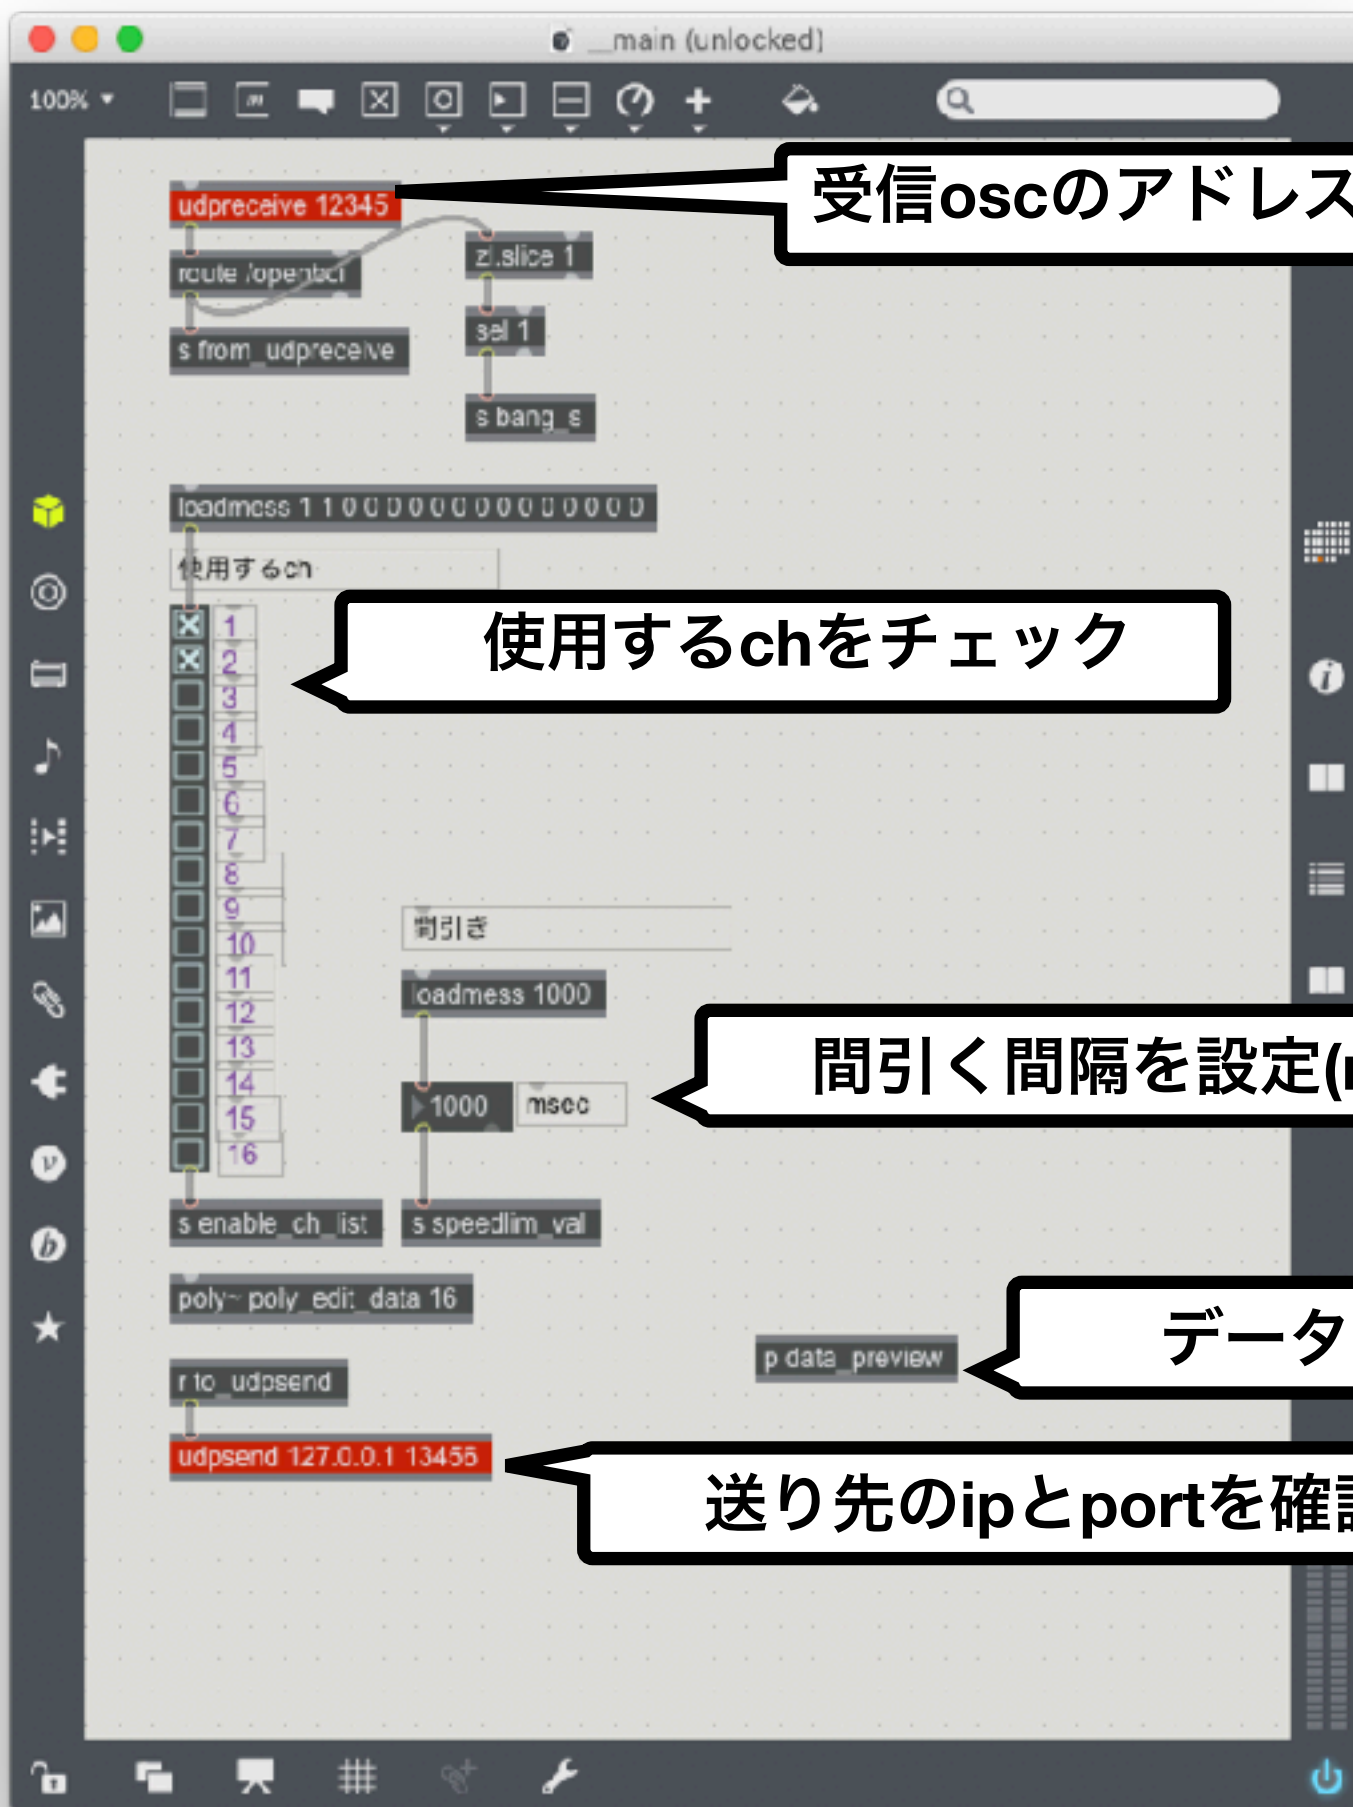 __main (unlocked)
100%
受信oscのアドレス
udpreceive 12345
route /openbci
zl.slice 1
sel 1
s from_udpreceive
s bang_s
loadmess 1 1 0 0 0 0 0 0 0 0 0 0 0 0 0 0
使用するch
使用するchをチェック
1
2
3
4
5
6
7
8
9
10
11
12
13
14
15
16
間引き
loadmess 1000
間引く間隔を設定(
1000
msec
s enable_ch_list
s speedlim_val
poly~ poly_edit_data 16
データ
p data_preview
r to_udpsend
udpsend 127.0.0.1
送り先のipとportを確